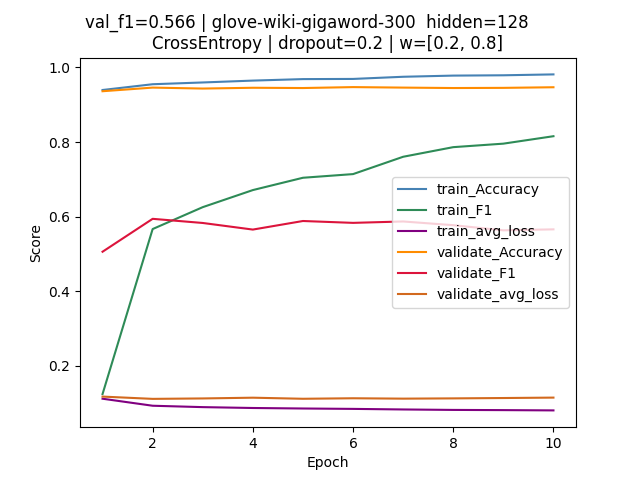 val_f1=0.566 | glove-wiki-gigaword-300  hidden=128
CrossEntropy | dropout=0.2 | w=[0.2, 0.8]
1.0
0.8
0.6
0.4
0.2
Score
train_Accuracy
train_F1
train_avg_loss
validate_Accuracy
validate_F1
validate_avg_loss
2 4 6 8 10
Epoch